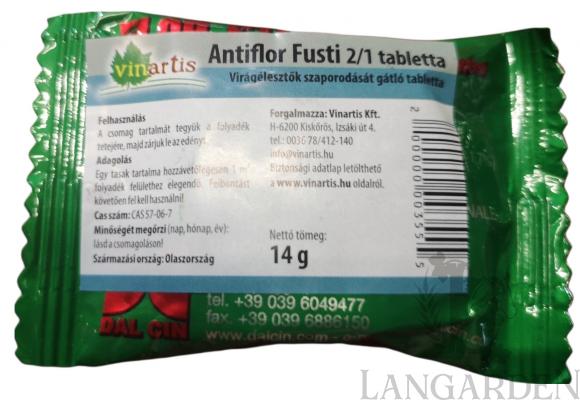 vinartis
Antiflor Fusti 2/1 tabletta
Virágélesztők szaporodását gátló tabletta
Felhasználás
A csomag tartalmát tegyük a folyadék
tetejére, majd zárjuk le az edényt.
Adagolás
Egy tasak tartalma hozzávetőlegesen 1 m²
folyadék felülethez elegendő. Felbontást
követően fel kell használni!
Cas szám: CAS 57-06-7
Minőségét megőrzi (nap, hónap, év):
lásd a csomagoláson!
Származási ország: Olaszország
Forgalmazza: Vinartis Kft.
H-6200 Kiskőrös, Izsáki út 4.
tel.: 0036 78/412-140
info@vinartis.hu
Biztonsági adatlap letölthető
a www.vinartis.hu oldalról.
Nettó tömeg:
14 g
DAL CIN
tel. +39 039 6049477
fax. +39 039 6886150
www.dalcin.com
LANGARDEN